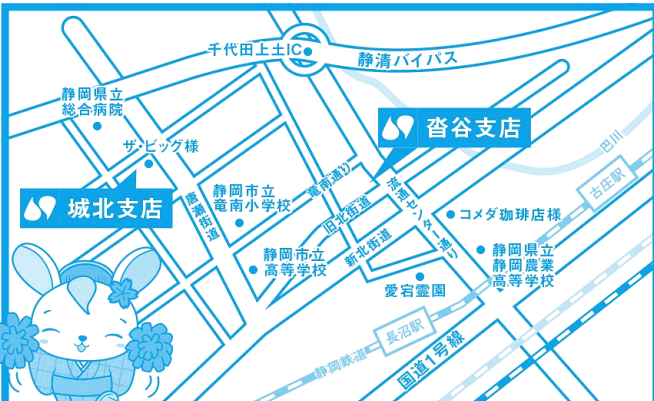 千代田上土IC
静清バイパス
静岡県立
総合病院
沓谷支店
ザ・ビッグ様
巴川
古庄駅
竜南通り
城北支店
唐瀬街道
静岡市立
竜南小学校
流通センター通り
旧北街道
コメダ珈琲店様
新北街道
静岡市立
高等学校
静岡県立
静岡農業
高等学校
愛宕霊園
長沼駅
静岡鉄道
国道1号線